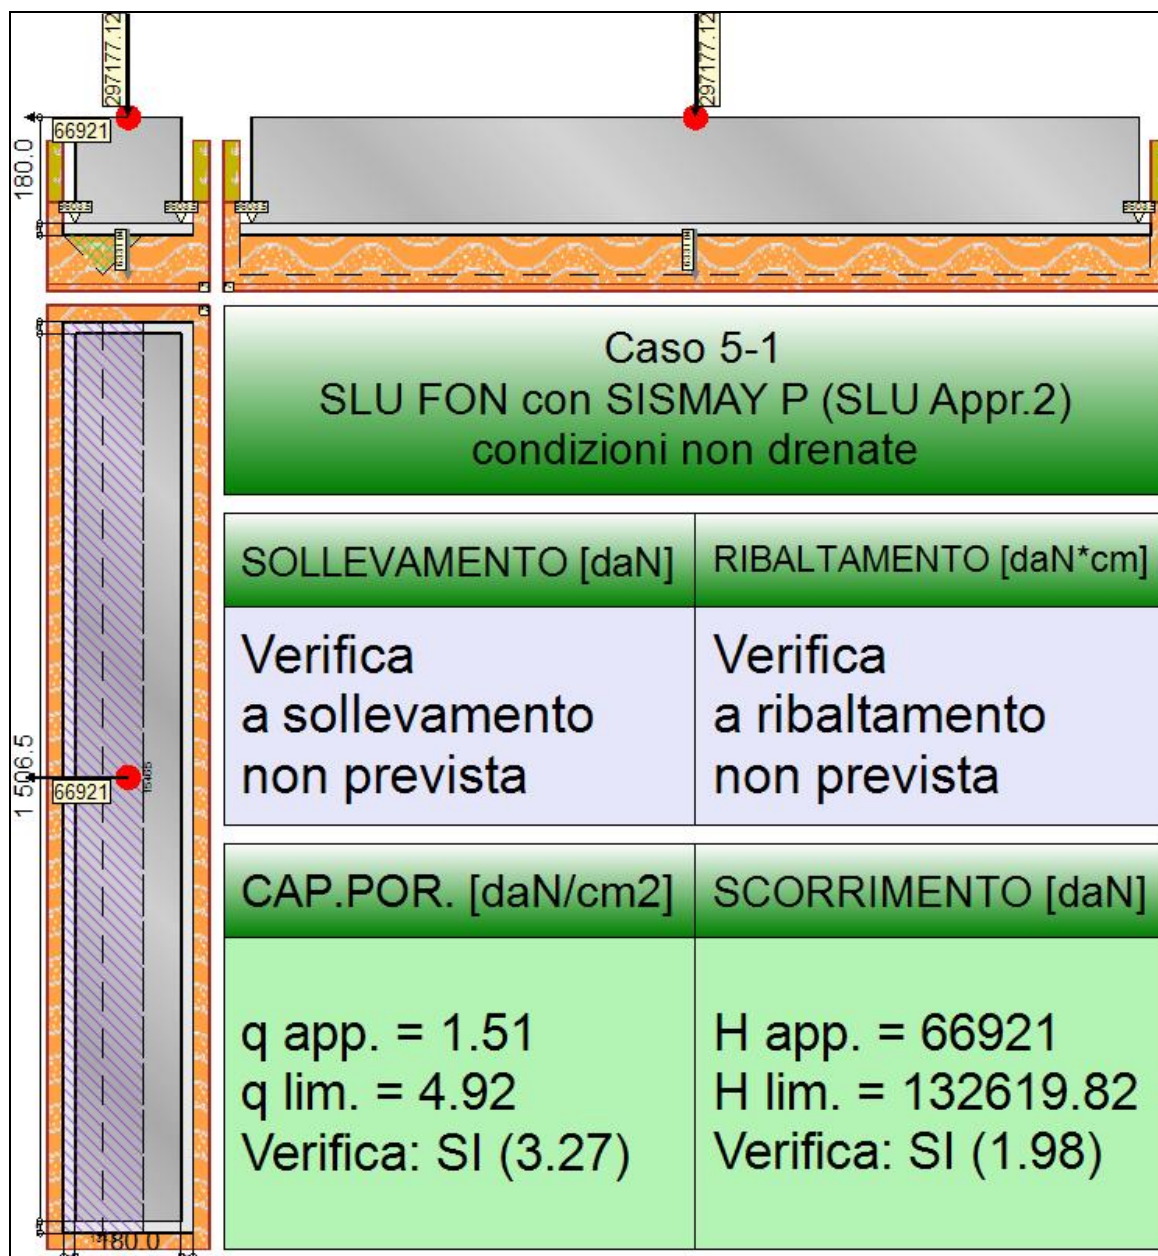 297177.12
297177.12
66921
180.0
Caso 5-1
SLU FON con SISMAY P (SLU Appr.2)
condizioni non drenate
SOLLEVAMENTO [daN]
RIBALTAMENTO [daN*cm]
Verifica
a sollevamento
non prevista
Verifica
a ribaltamento
non prevista
1506.5
66921
CAP.POR. [daN/cm2]
SCORRIMENTO [daN]
q app. = 1.51
q lim. = 4.92
Verifica: SI (3.27)
H app. = 66921
H lim. = 132619.82
Verifica: SI (1.98)
180.0